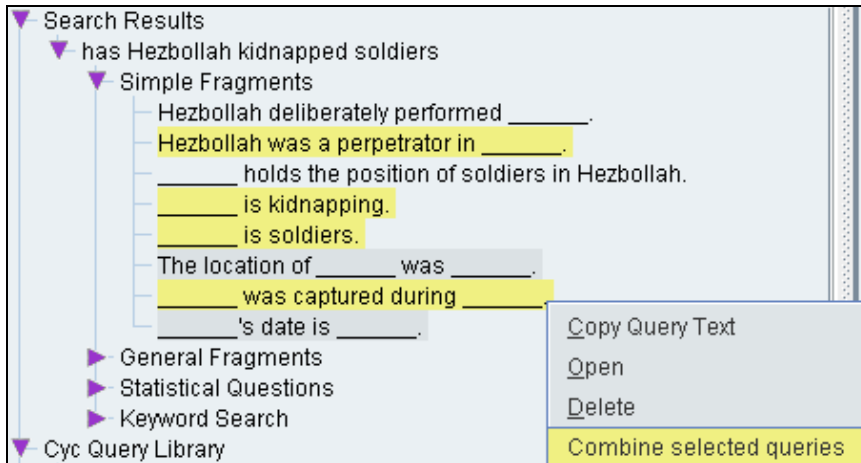 Search Results
has Hezbollah kidnapped soldiers
Simple Fragments
Hezbollah deliberately performed _______.
Hezbollah was a perpetrator in _______.
_______ holds the position of soldiers in Hezbollah.
_______ is kidnapping.
_______ is soldiers.
The location of _______ was _______.
_______ was captured during _______.
_______'s date is _______.
General Fragments
Statistical Questions
Keyword Search
Cyc Query Library
Copy Query Text
Open
Delete
Combine selected queries